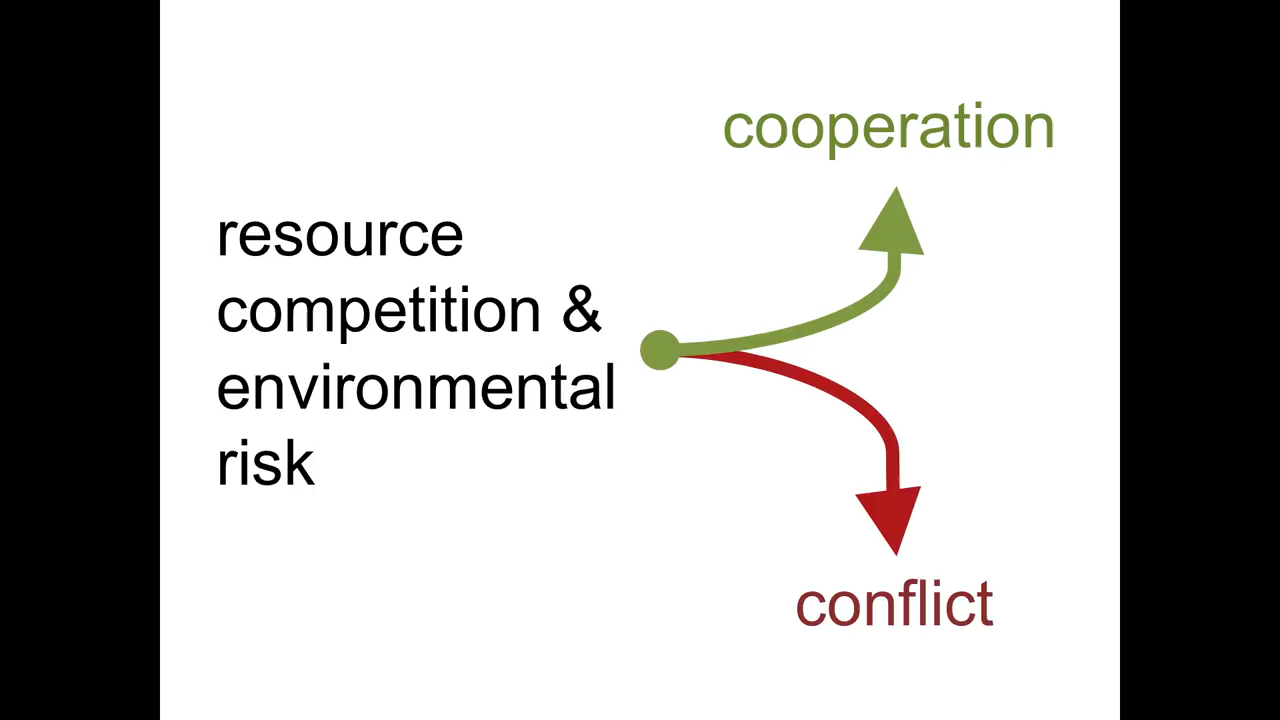 resource
competition &
environmental
risk
cooperation
conflict